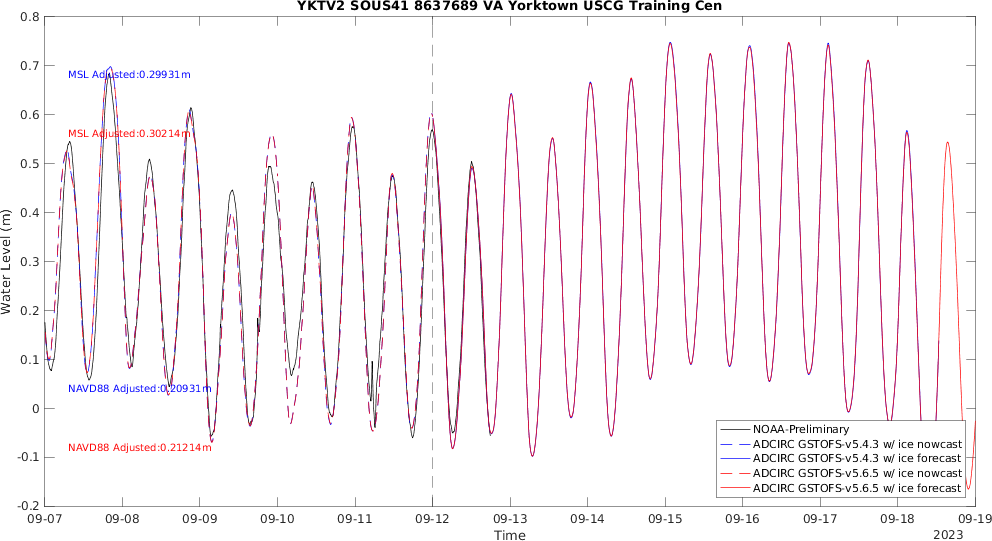 YKTV2 SOUS41 8637689 VA Yorktown USCG Training Cen
0.8
0.7
0.6
0.5
0.4
0.3
0.2
0.1
0
-0.1
-0.2
Water Level (m)
MSL Adjusted:0.29931m
MSL Adjusted:0.30214m
NAVD88 Adjusted:0.20931m
NAVD88 Adjusted:0.21214m
NOAA-Preliminary
ADCIRC GSTOFS-v5.4.3 w/ ice nowcast
ADCIRC GSTOFS-v5.4.3 w/ ice forecast
ADCIRC GSTOFS-v5.6.5 w/ ice nowcast
ADCIRC GSTOFS-v5.6.5 w/ ice forecast
09-07 09-08 09-09 09-10 09-11 09-12 09-13 09-14 09-15 09-16 09-17 09-18 09-19
Time
2023